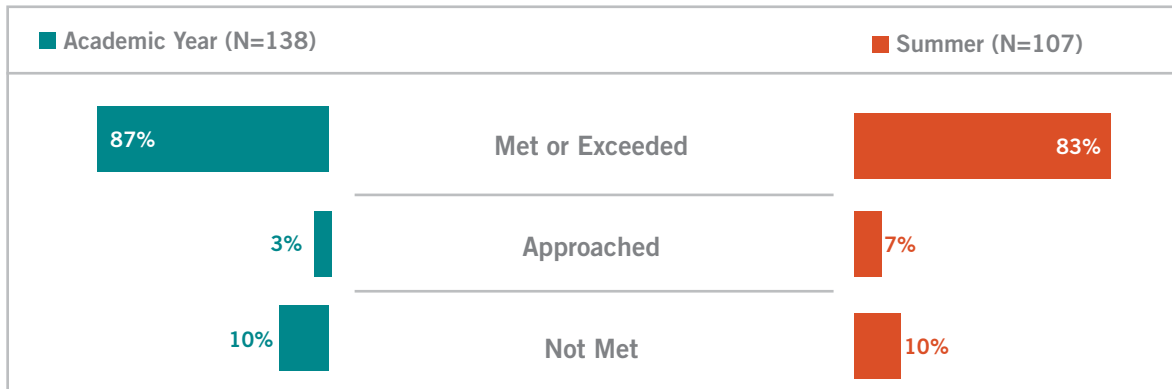 Academic Year (N=138)
Summer (N=107)
87%
Met or Exceeded
83%
3%
Approached
7%
10%
Not Met
10%